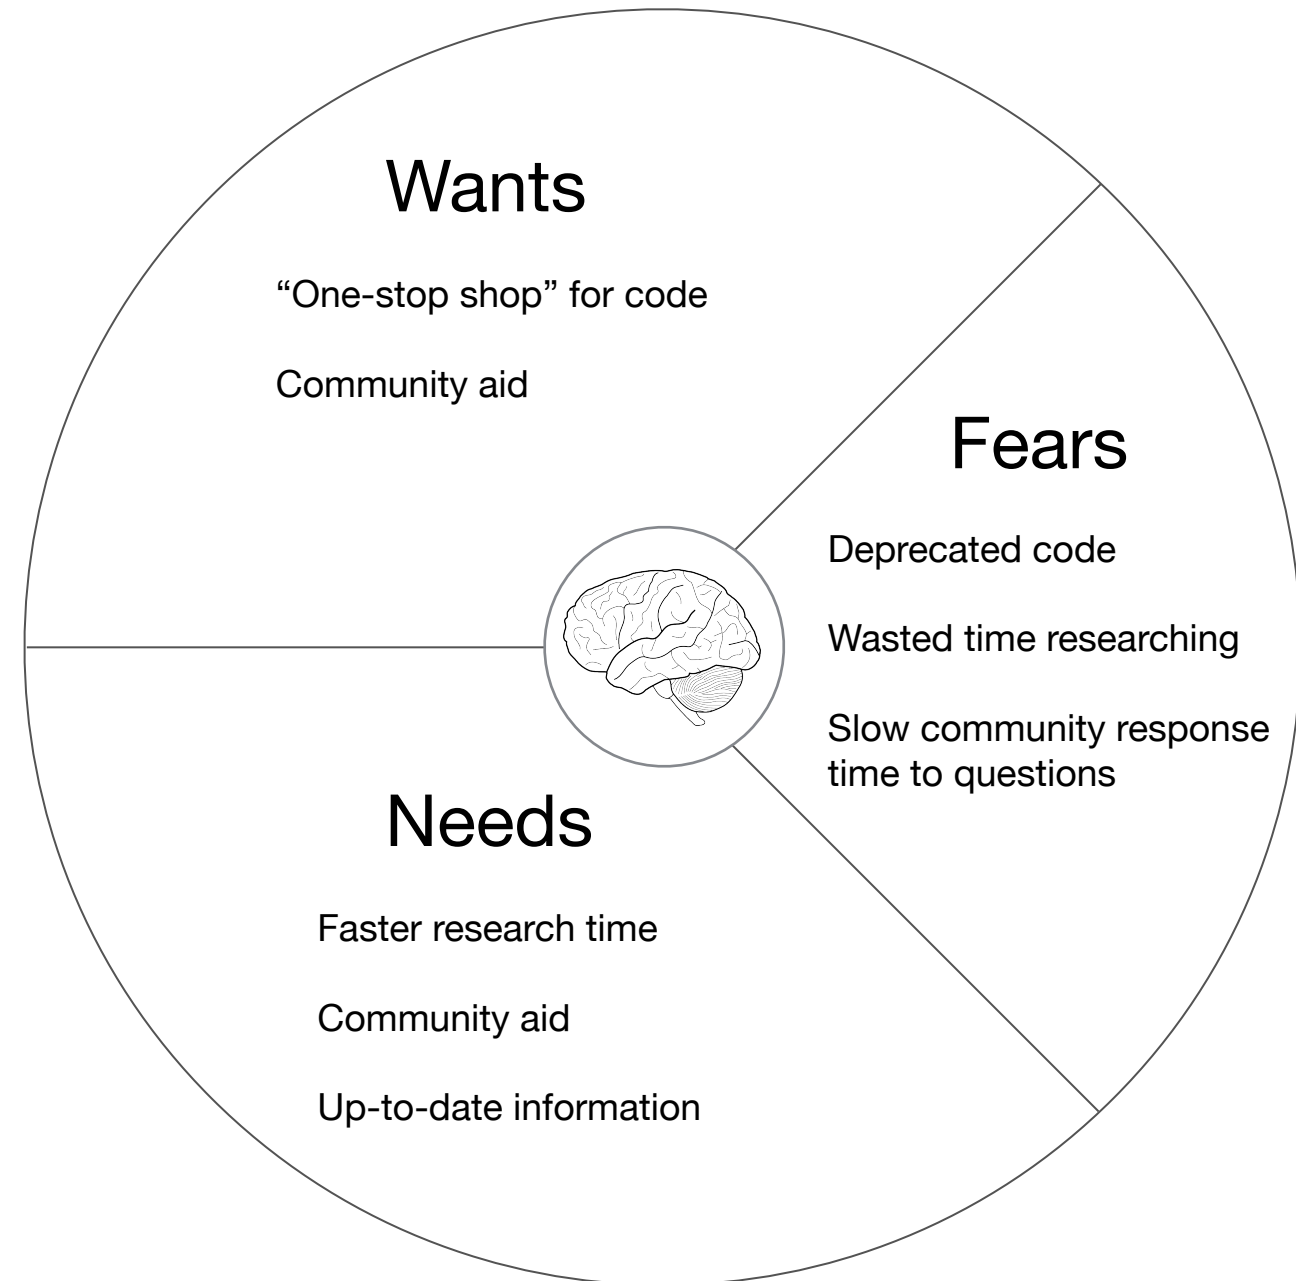 Wants
“One-stop shop” for code
Community aid
Fears
Deprecated code
Wasted time researching
Slow community response
time to questions
Needs
Faster research time
Community aid
Up-to-date information